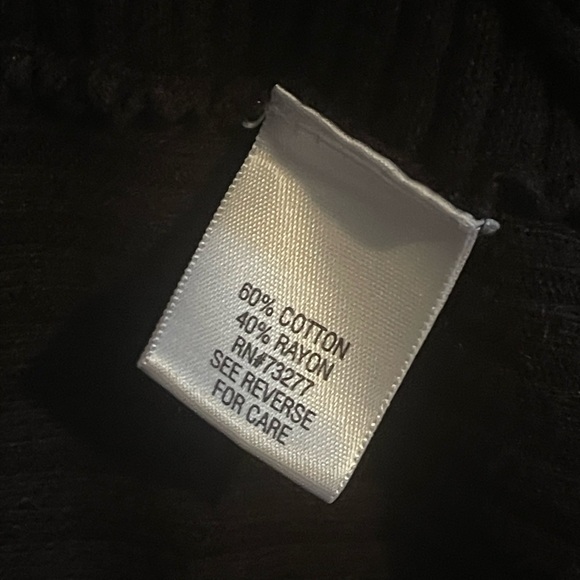 60% COTTON
40% RAYON
RN#73277
SEE REVERSE
FOR CARE